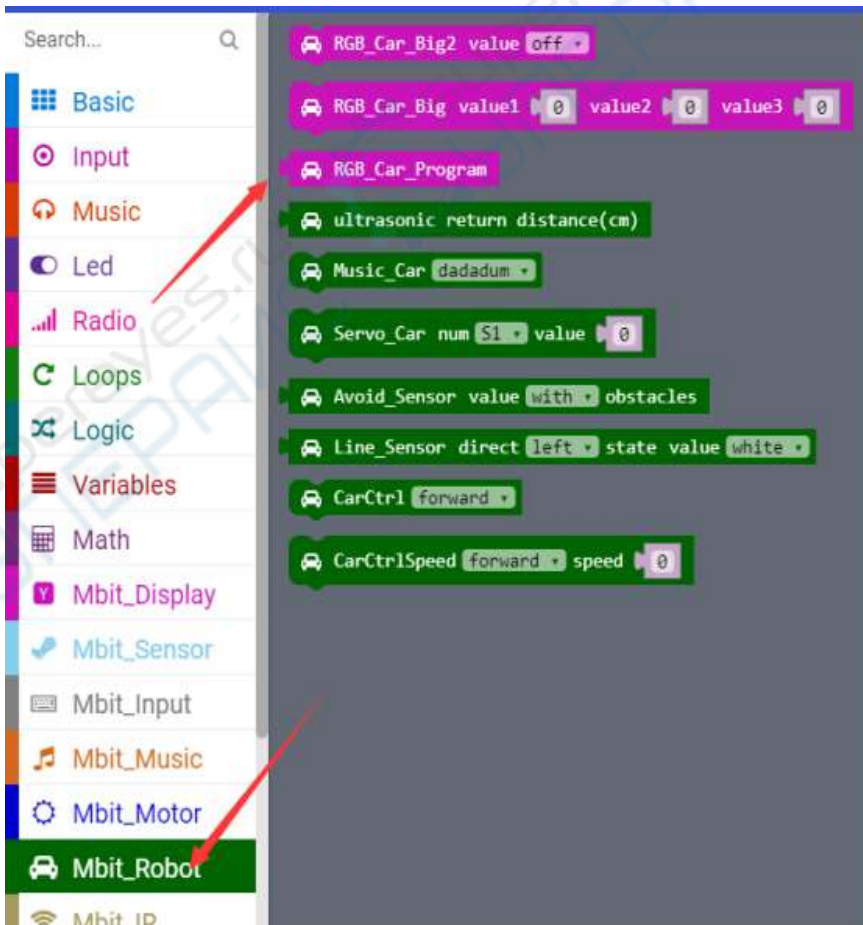 Search...
Basic
Input
Music
Led
Radio
Loops
Logic
Variables
Math
Mbit_Display
Mbit_Sensor
Mbit_Input
Mbit_Music
Mbit_Motor
Mbit_Robot
Mbit_IR
RGB_Car_Big2 value off
RGB_Car_Big value1 0 value2 0 value3 0
RGB_Car_Program
ultrasonic return distance(cm)
Music_Car dadadum
Servo_Car num S1 value 0
Avoid_Sensor value with obstacles
Line_Sensor direct left state value white
CarCtrl forward
CarCtrlSpeed forward speed 0